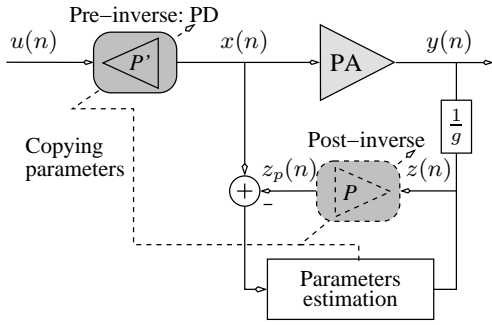 Pre−inverse: PD
u(n)
P'
x(n)
PA
y(n)
1
g
Copying
parameters
Post−inverse
z_p(n)
P
z(n)
+
−
Parameters
estimation